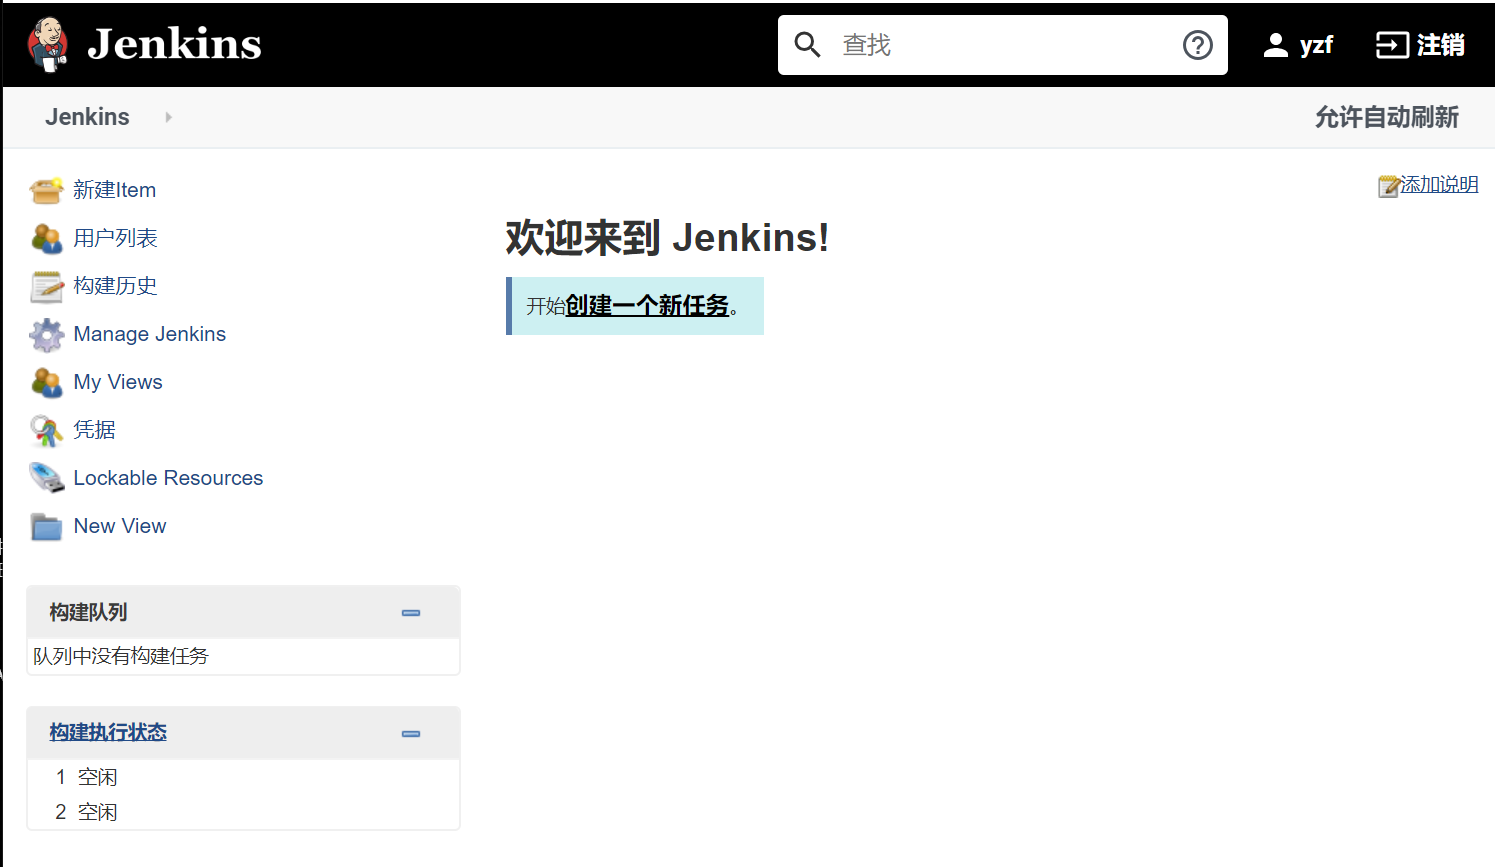 Jenkins
查找
yzf
注销
Jenkins
允许自动刷新
新建Item
用户列表
构建历史
Manage Jenkins
My Views
凭据
Lockable Resources
New View
构建队列
队列中没有构建任务
构建执行状态
1 空闲
2 空闲
添加说明
欢迎来到 Jenkins!
开始创建一个新任务。